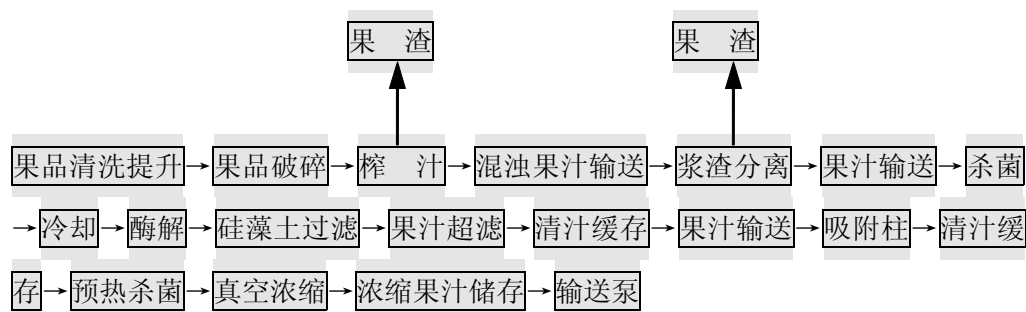 果 渣 果 渣
果品清洗提升→果品破碎→榨 汁→混浊果汁输送→浆渣分离→果汁输送→杀菌
→冷却→酶解→硅藻土过滤→果汁超滤→清汁缓存→果汁输送→吸附柱→清汁缓
存→预热杀菌→真空浓缩→浓缩果汁储存→输送泵